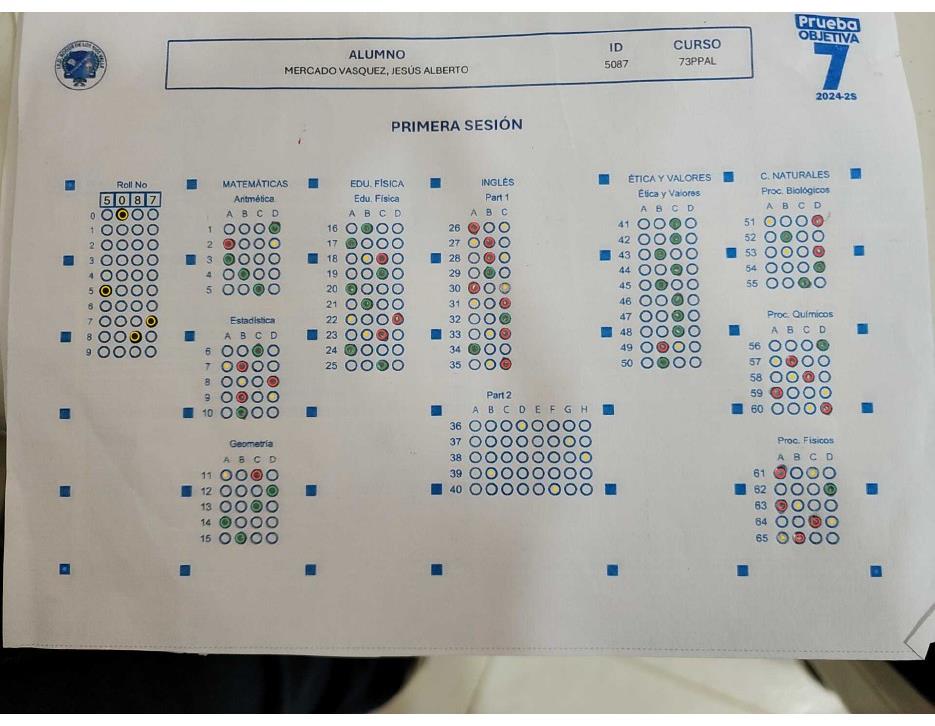 Prueba
OBJETIVA
7
2024-2S
ALUMNO ID CURSO
MERCADO VASQUEZ, JESÚS ALBERTO 5087 73PPAL
PRIMERA SESIÓN
Roll No
5 0 8 7
0
1
2
3
4
5
6
7
8
9
MATEMÁTICAS
Aritmética
A B C D
1
2
3
4
5
Estadística
A B C D
6
7
8
9
10
Geometría
A B C D
11
12
13
14
15
EDU. FÍSICA
Edu. Física
A B C D
16
17
18
19
20
21
22
23
24
25
INGLÉS
Part 1
A B C
26
27
28
29
30
31
32
33
34
35
Part 2
A B C D E F G H
36
37
38
39
40
ÉTICA Y VALORES
Ética y Valores
A B C D
41
42
43
44
45
46
47
48
49
50
C. NATURALES
Proc. Biológicos
A B C D
51
52
53
54
55
Proc. Químicos
A B C D
56
57
58
59
60
Proc. Físicos
A B C D
61
62
63
64
65